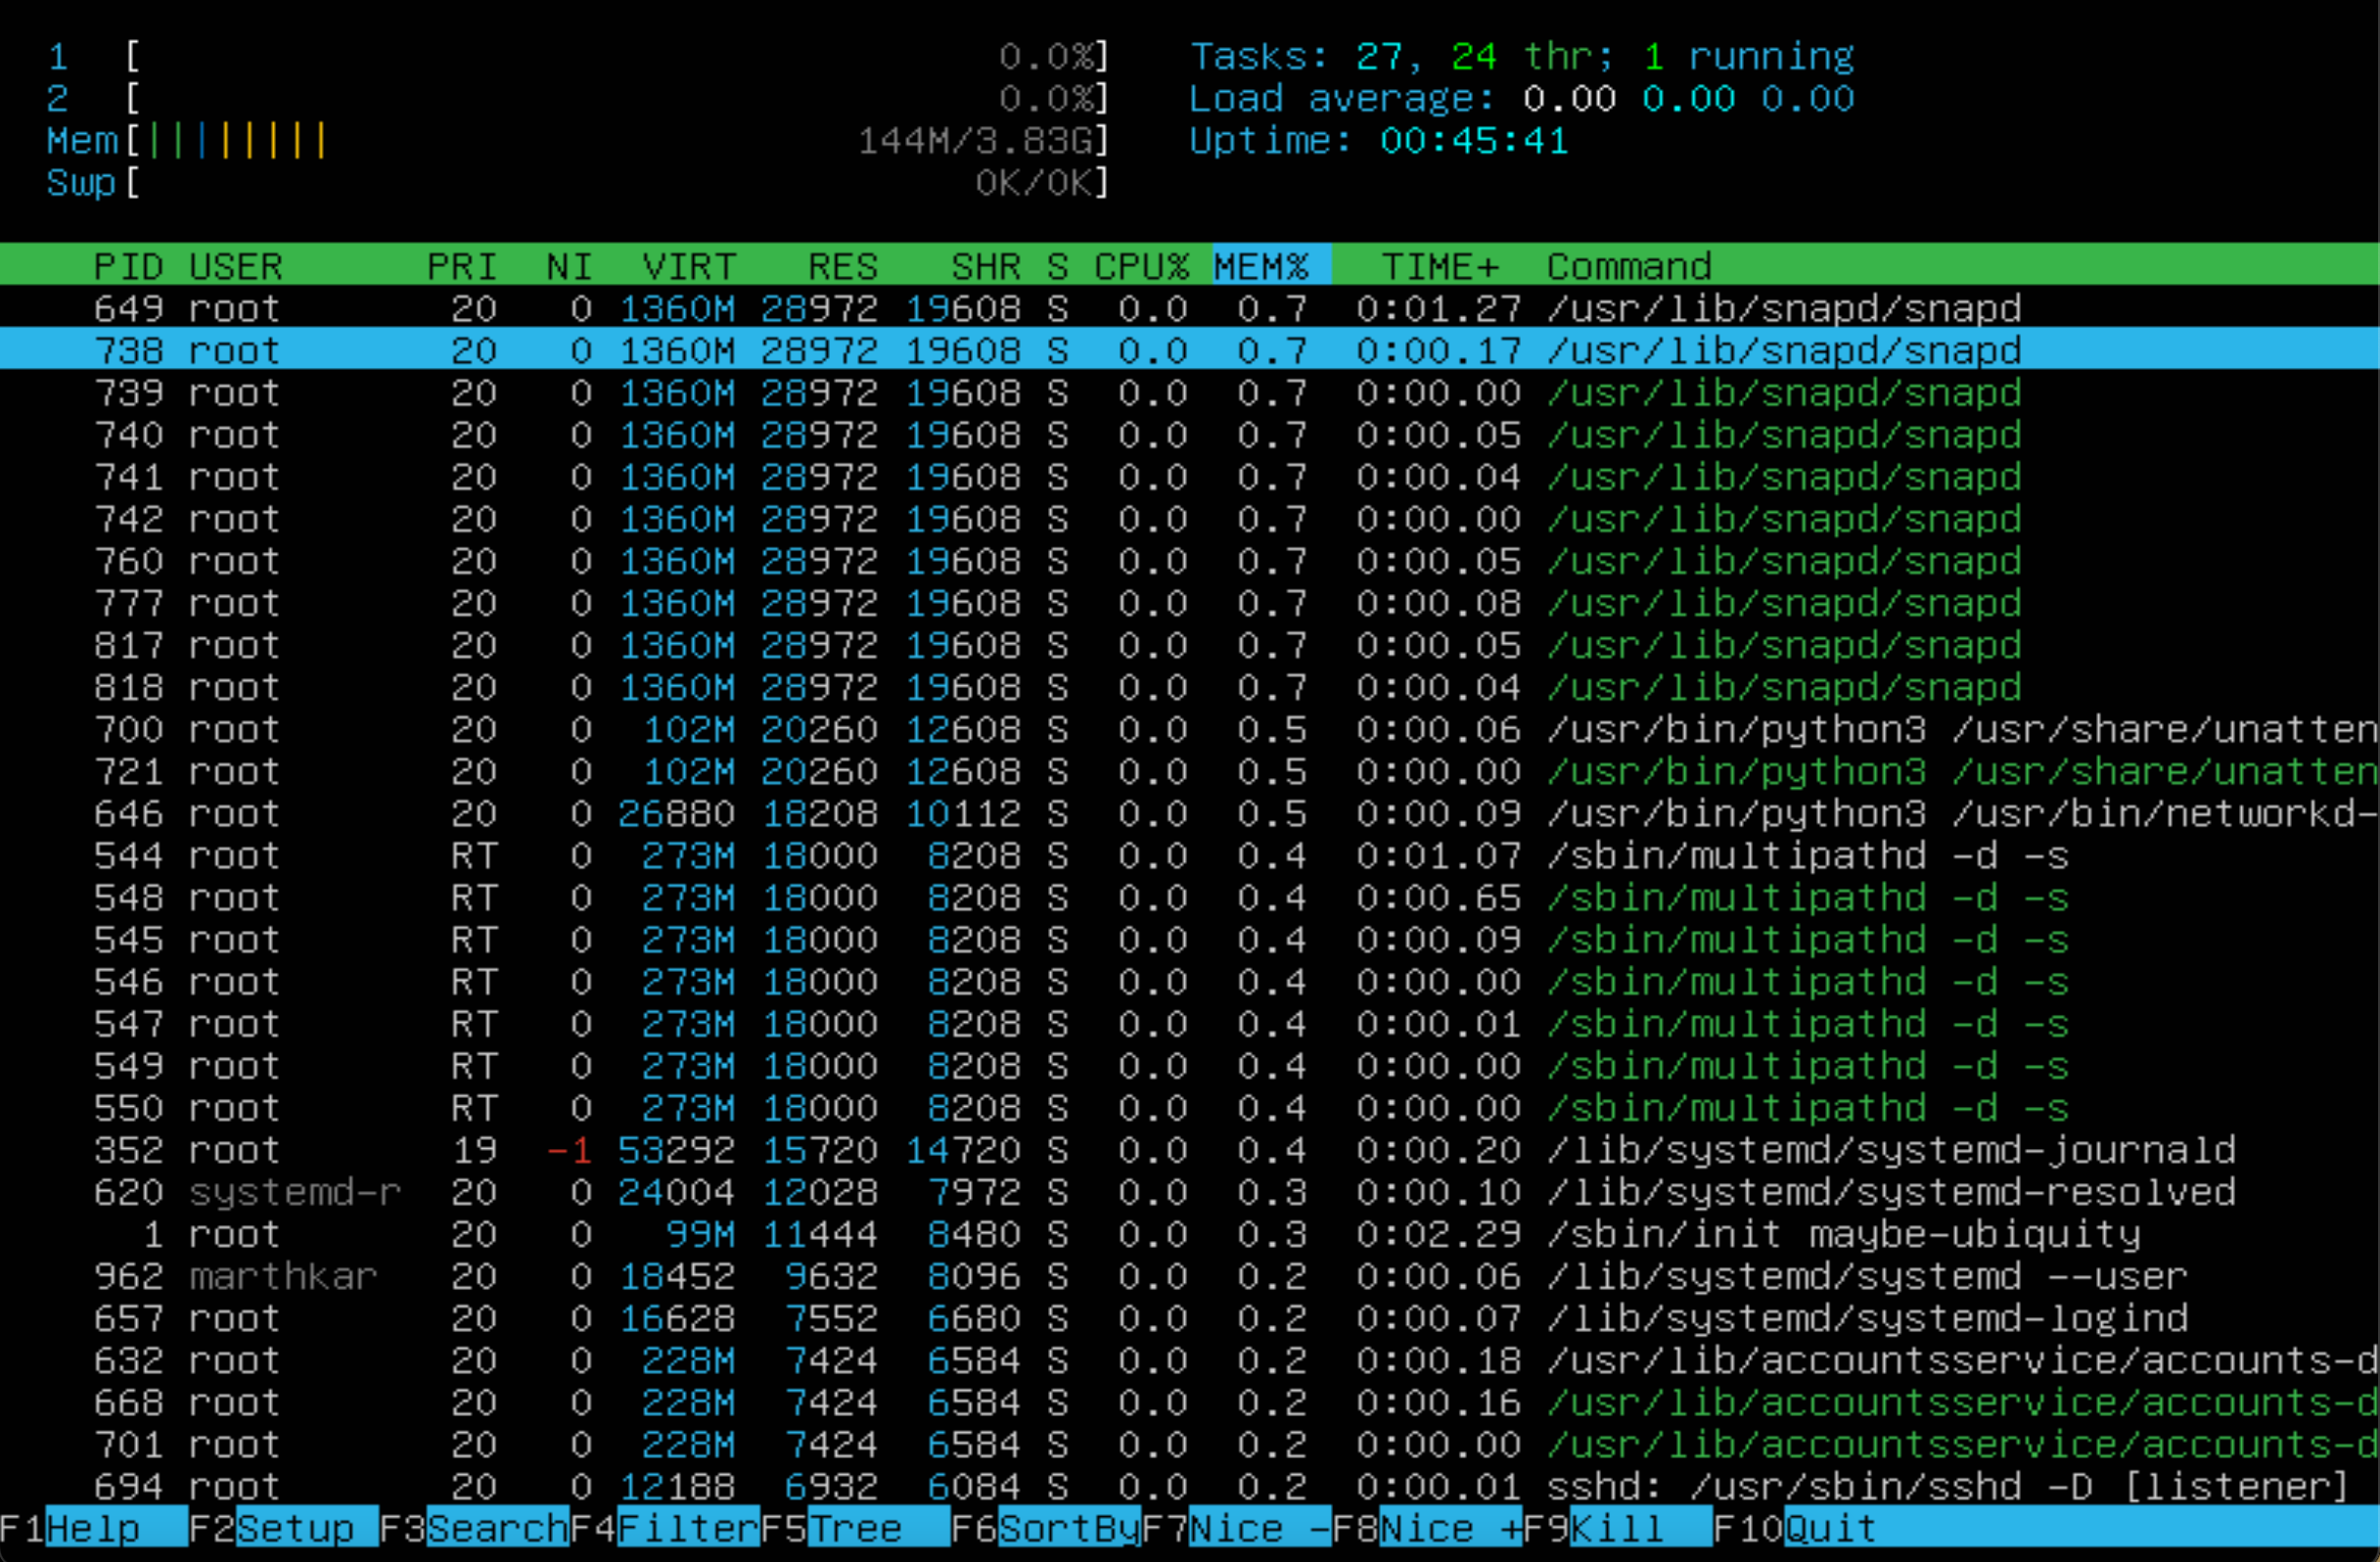 1 [ 0.0%] Tasks: 27, 24 thr; 1 running
2 [ 0.0%] Load average: 0.00 0.00 0.00
Mem[|||||||| 144M/3.83G] Uptime: 00:45:41
Swp[ 0K/0K]
PID USER PRI NI VIRT RES SHR S CPU% MEM% TIME+ Command
649 root 20 0 1360M 28972 19608 S 0.0 0.7 0:01.27 /usr/lib/snapd/snapd
738 root 20 0 1360M 28972 19608 S 0.0 0.7 0:00.17 /usr/lib/snapd/snapd
739 root 20 0 1360M 28972 19608 S 0.0 0.7 0:00.00 /usr/lib/snapd/snapd
740 root 20 0 1360M 28972 19608 S 0.0 0.7 0:00.05 /usr/lib/snapd/snapd
741 root 20 0 1360M 28972 19608 S 0.0 0.7 0:00.04 /usr/lib/snapd/snapd
742 root 20 0 1360M 28972 19608 S 0.0 0.7 0:00.00 /usr/lib/snapd/snapd
760 root 20 0 1360M 28972 19608 S 0.0 0.7 0:00.05 /usr/lib/snapd/snapd
777 root 20 0 1360M 28972 19608 S 0.0 0.7 0:00.08 /usr/lib/snapd/snapd
817 root 20 0 1360M 28972 19608 S 0.0 0.7 0:00.05 /usr/lib/snapd/snapd
818 root 20 0 1360M 28972 19608 S 0.0 0.7 0:00.04 /usr/lib/snapd/snapd
700 root 20 0 102M 20260 12608 S 0.0 0.5 0:00.06 /usr/bin/python3 /usr/share/unatten
721 root 20 0 102M 20260 12608 S 0.0 0.5 0:00.00 /usr/bin/python3 /usr/share/unatten
646 root 20 0 26880 18208 10112 S 0.0 0.5 0:00.09 /usr/bin/python3 /usr/bin/networkd-
544 root RT 0 273M 18000 8208 S 0.0 0.4 0:01.07 /sbin/multipathd -d -s
548 root RT 0 273M 18000 8208 S 0.0 0.4 0:00.65 /sbin/multipathd -d -s
545 root RT 0 273M 18000 8208 S 0.0 0.4 0:00.09 /sbin/multipathd -d -s
546 root RT 0 273M 18000 8208 S 0.0 0.4 0:00.00 /sbin/multipathd -d -s
547 root RT 0 273M 18000 8208 S 0.0 0.4 0:00.01 /sbin/multipathd -d -s
549 root RT 0 273M 18000 8208 S 0.0 0.4 0:00.00 /sbin/multipathd -d -s
550 root RT 0 273M 18000 8208 S 0.0 0.4 0:00.00 /sbin/multipathd -d -s
352 root 19 -1 53292 15720 14720 S 0.0 0.4 0:00.20 /lib/systemd/systemd-journald
620 systemd-r 20 0 24004 12028 7972 S 0.0 0.3 0:00.10 /lib/systemd/systemd-resolved
1 root 20 0 99M 11444 8480 S 0.0 0.3 0:02.29 /sbin/init maybe-ubiquity
962 marthkar 20 0 18452 9632 8096 S 0.0 0.2 0:00.06 /lib/systemd/systemd --user
657 root 20 0 16628 7552 6680 S 0.0 0.2 0:00.07 /lib/systemd/systemd-logind
632 root 20 0 228M 7424 6584 S 0.0 0.2 0:00.18 /usr/lib/accountsservice/accounts-d
668 root 20 0 228M 7424 6584 S 0.0 0.2 0:00.16 /usr/lib/accountsservice/accounts-d
701 root 20 0 228M 7424 6584 S 0.0 0.2 0:00.00 /usr/lib/accountsservice/accounts-d
694 root 20 0 12188 6932 6084 S 0.0 0.2 0:00.01 sshd: /usr/sbin/sshd -D [listener]
F1Help F2Setup F3SearchF4FilterF5Tree F6SortByF7Nice -F8Nice +F9Kill F10Quit